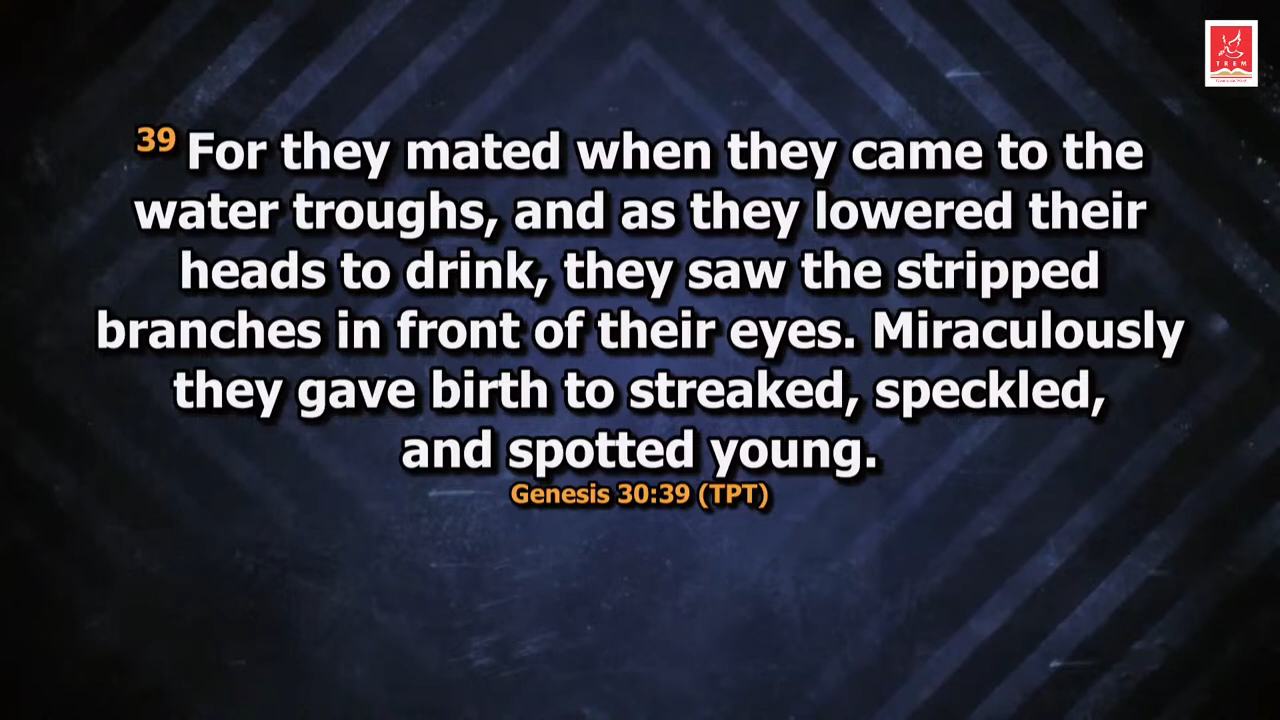 TREM
39 For they mated when they came to the
water troughs, and as they lowered their
heads to drink, they saw the stripped
branches in front of their eyes. Miraculously
they gave birth to streaked, speckled,
and spotted young.
Genesis 30:39 (TPT)